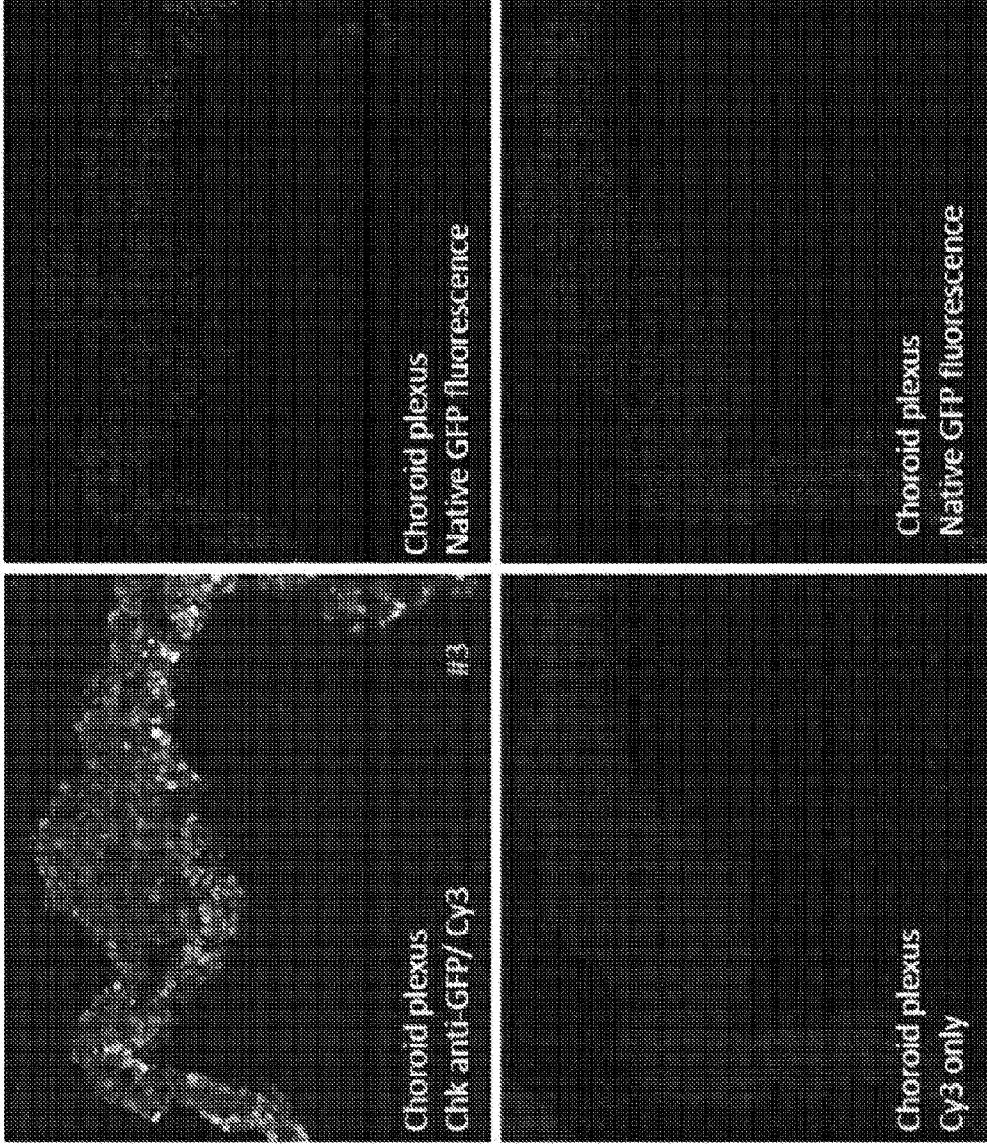 Choroid plexus
Chk anti-GFP/ Cy3
#3
Choroid plexus
Native GFP fluorescence
Choroid plexus
Cy3 only
Choroid plexus
Native GFP fluorescence